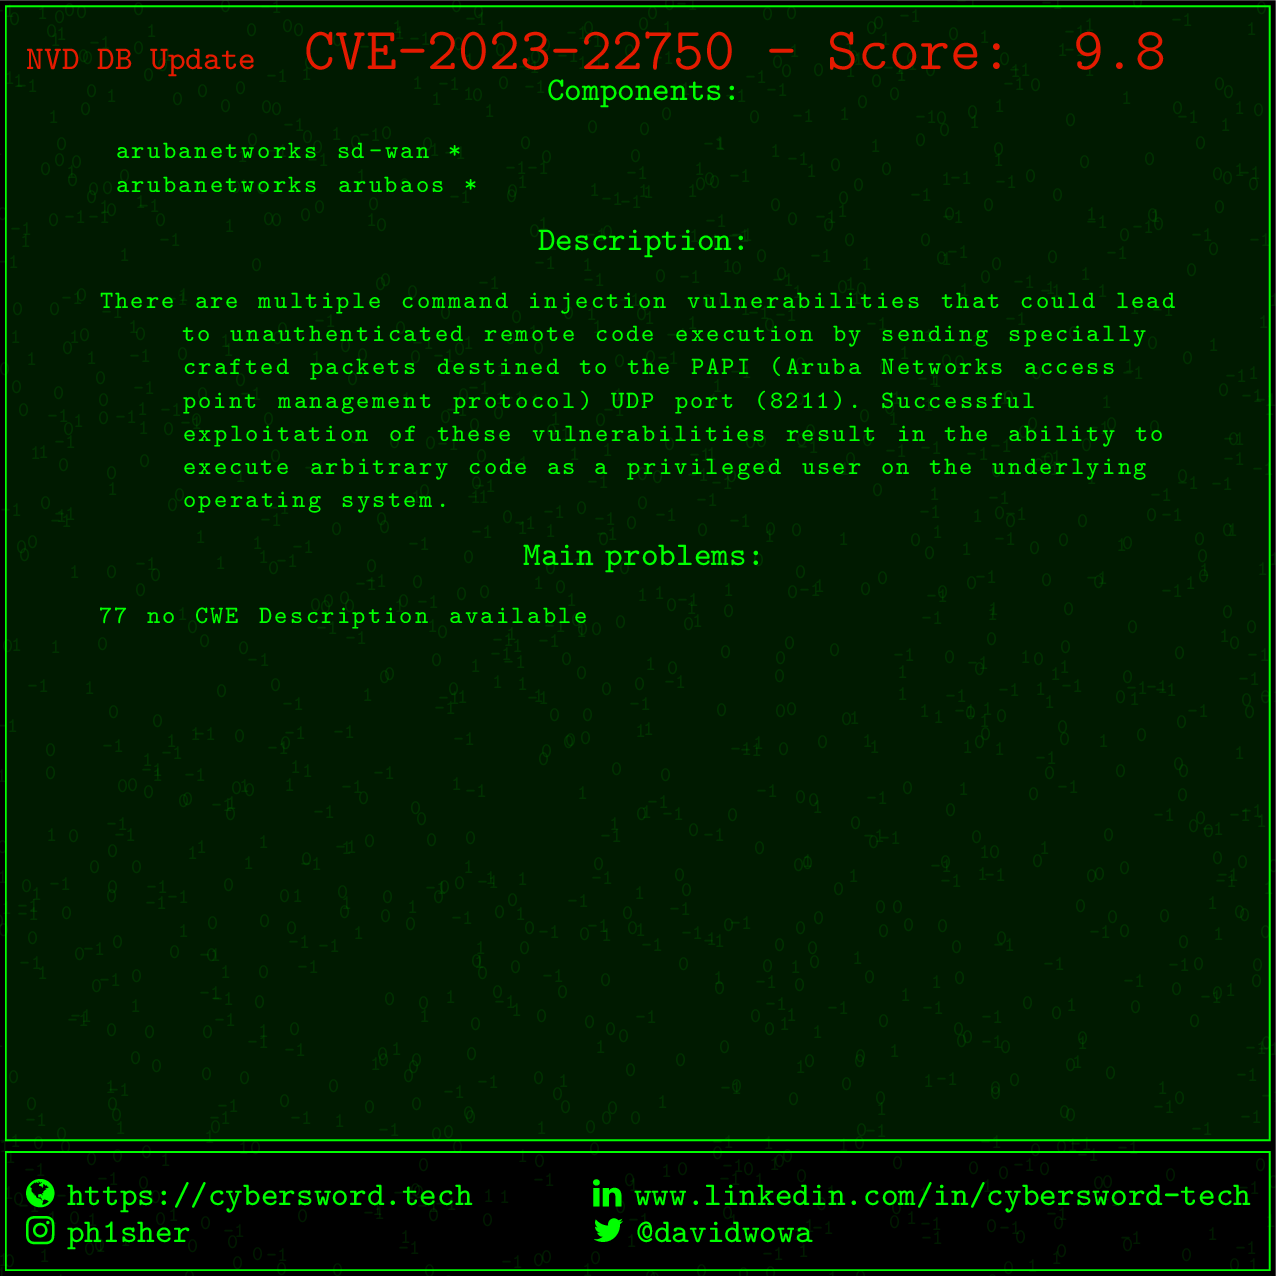 NVD DB Update CVE-2023-22750 - Score: 9.8
Components:
arubanetworks sd-wan *
arubanetworks arubaos *
Description:
There are multiple command injection vulnerabilities that could lead
to unauthenticated remote code execution by sending specially
crafted packets destined to the PAPI (Aruba Networks access
point management protocol) UDP port (8211). Successful
exploitation of these vulnerabilities result in the ability to
execute arbitrary code as a privileged user on the underlying
operating system.
Main problems:
77 no CWE Description available
https://cybersword.tech
www.linkedin.com/in/cybersword-tech
ph1sher
@davidwowa